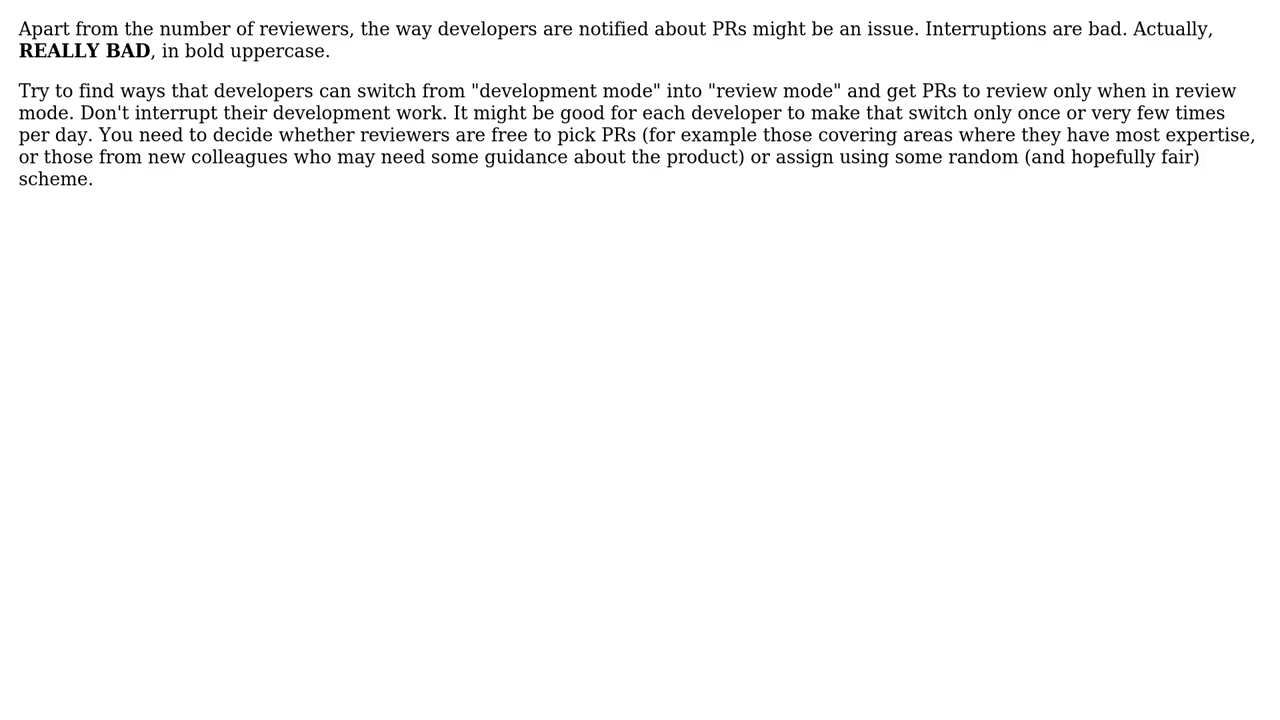 Apart from the number of reviewers, the way developers are notified about PRs might be an issue. Interruptions are bad. Actually,
REALLY BAD, in bold uppercase.
Try to find ways that developers can switch from "development mode" into "review mode" and get PRs to review only when in review
mode. Don't interrupt their development work. It might be good for each developer to make that switch only once or very few times
per day. You need to decide whether reviewers are free to pick PRs (for example those covering areas where they have most expertise,
or those from new colleagues who may need some guidance about the product) or assign using some random (and hopefully fair)
scheme.